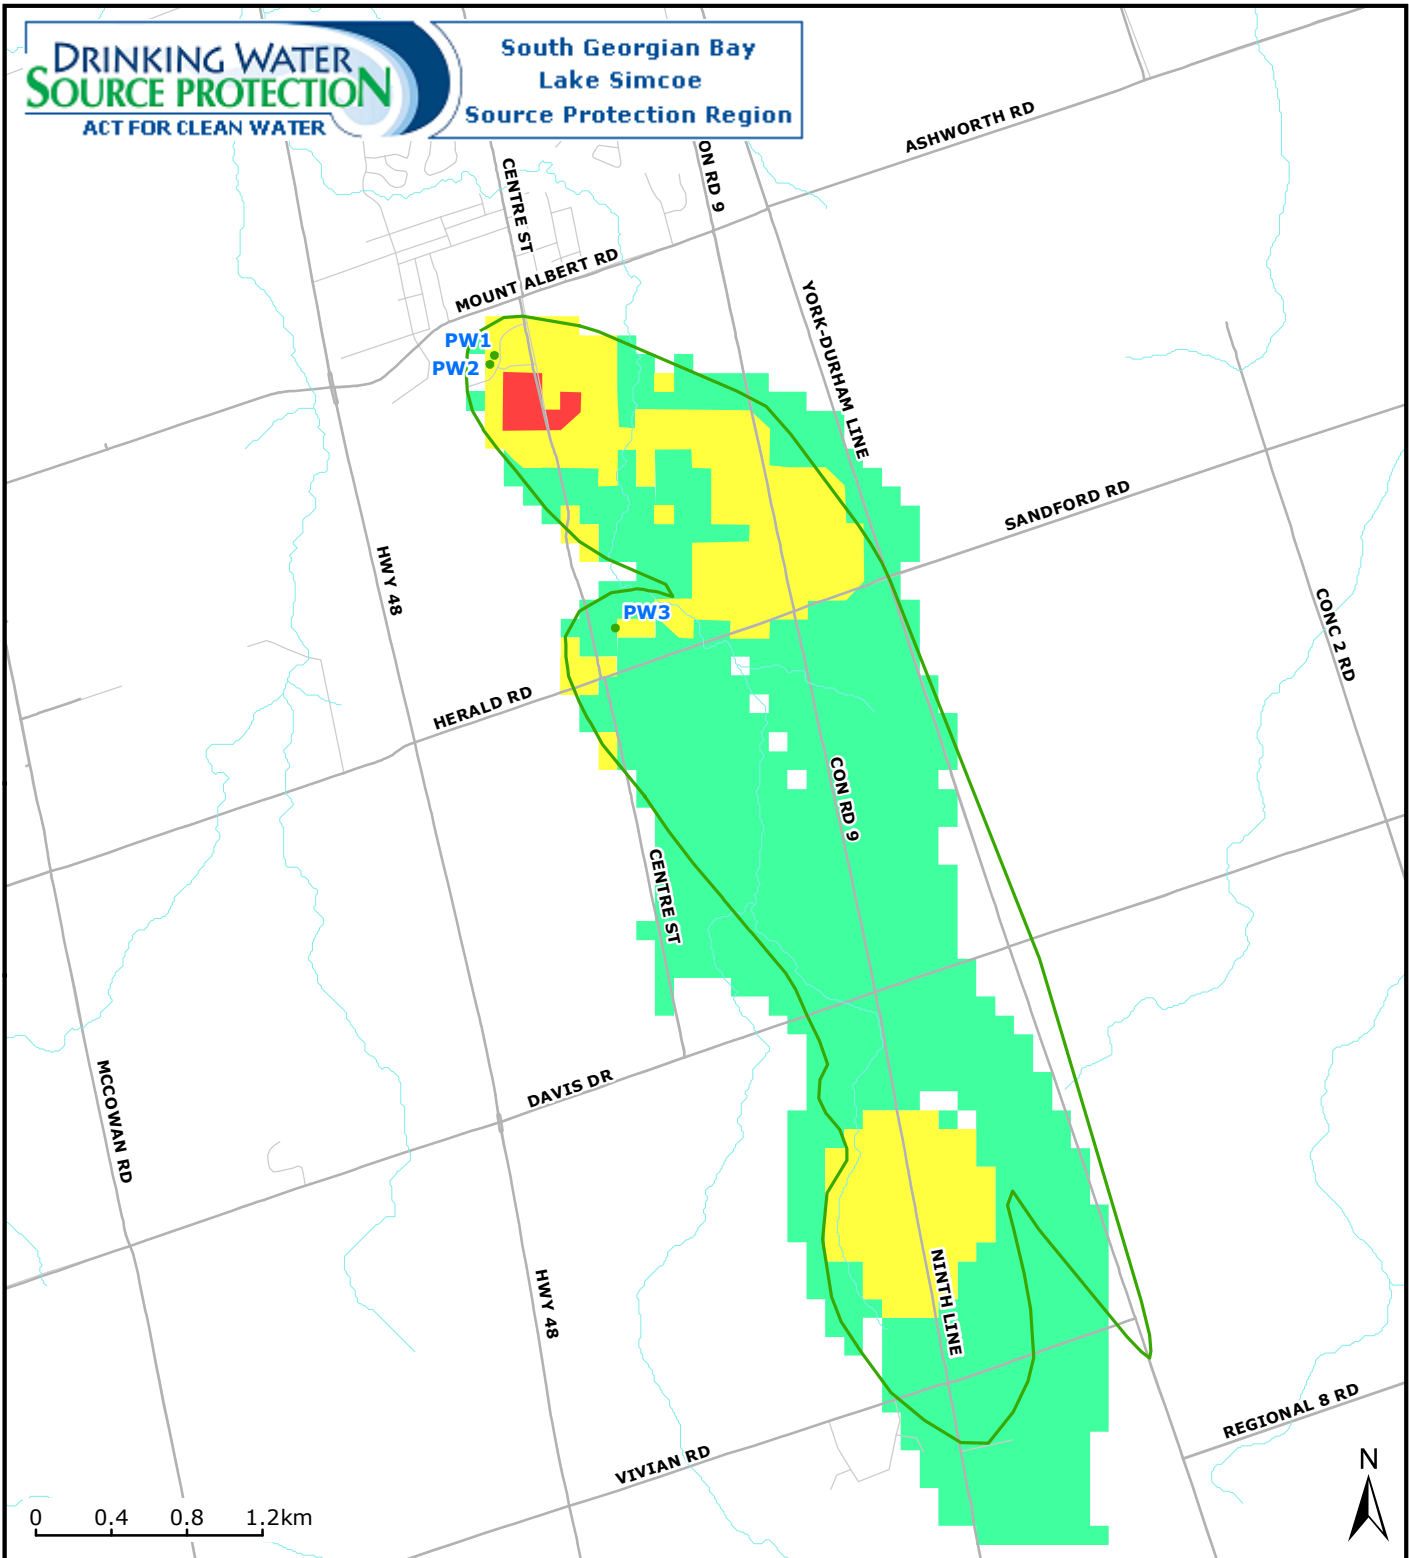 DRINKING WATER
SOURCE PROTECTION
ACT FOR CLEAN WATER
South Georgian Bay
Lake Simcoe
Source Protection Region
ASHWORTH RD
ON RD 9
CENTRE ST
MOUNT ALBERT RD
YORK-DURHAM LINE
PW1
PW2
SANDFORD RD
HWY 48
CONC 2 RD
PW3
HERALD RD
CON RD 9
CENTRE ST
DAVIS DR
MCCOWAN RD
NINTH LINE
HWY 48
REGIONAL 8 RD
VIVIAN RD
N
0 0.4 0.8 1.2km